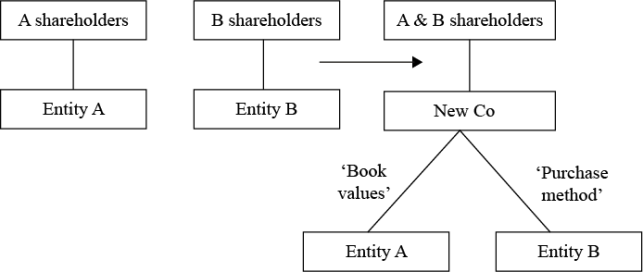 A shareholders
B shareholders
A & B shareholders
Entity A
Entity B
New Co
‘Book
values’
‘Purchase
method’
Entity A
Entity B